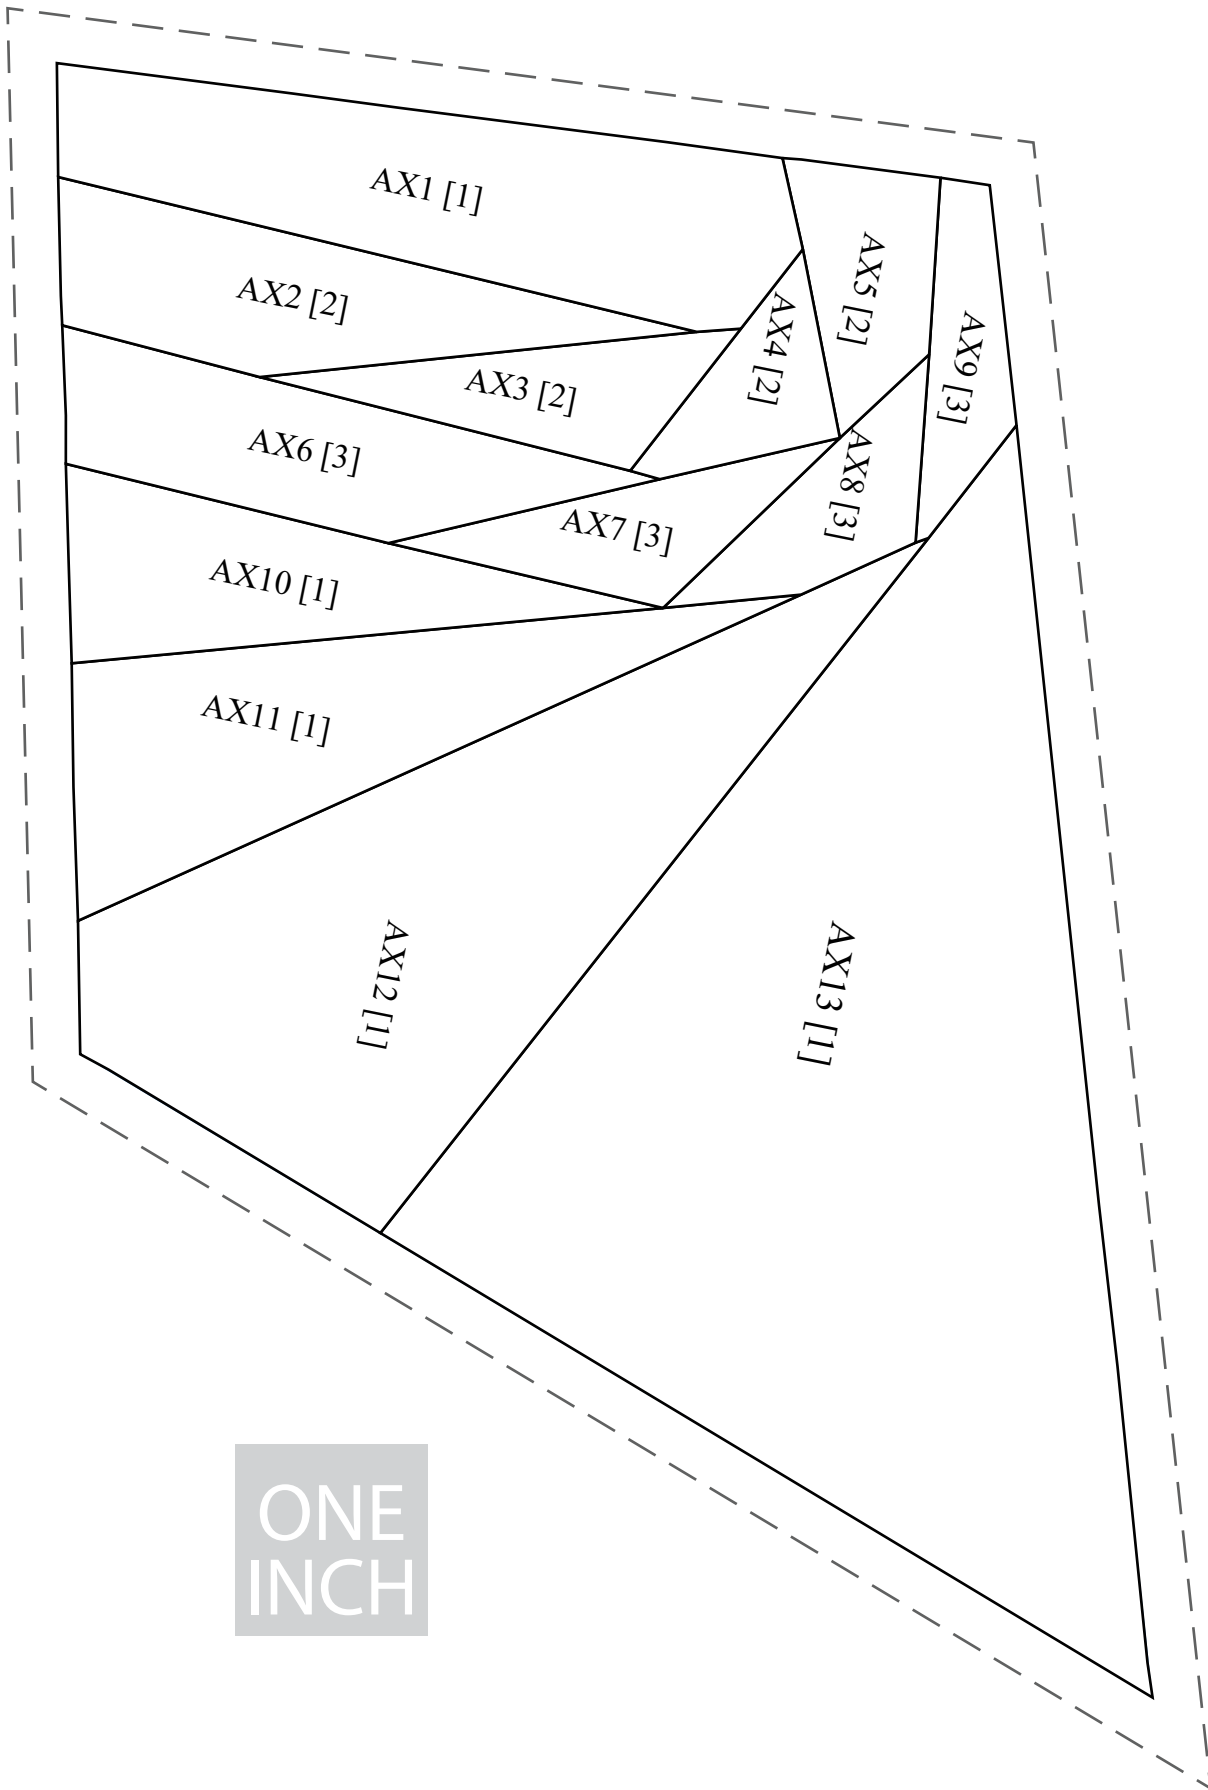 AX1 [1]
AX2 [2]
AX3 [2]
AX4 [2]
AX5 [2]
AX6 [3]
AX7 [3]
AX8 [3]
AX9 [3]
AX10 [1]
AX11 [1]
AX12 [1]
AX13 [1]
ONE
INCH